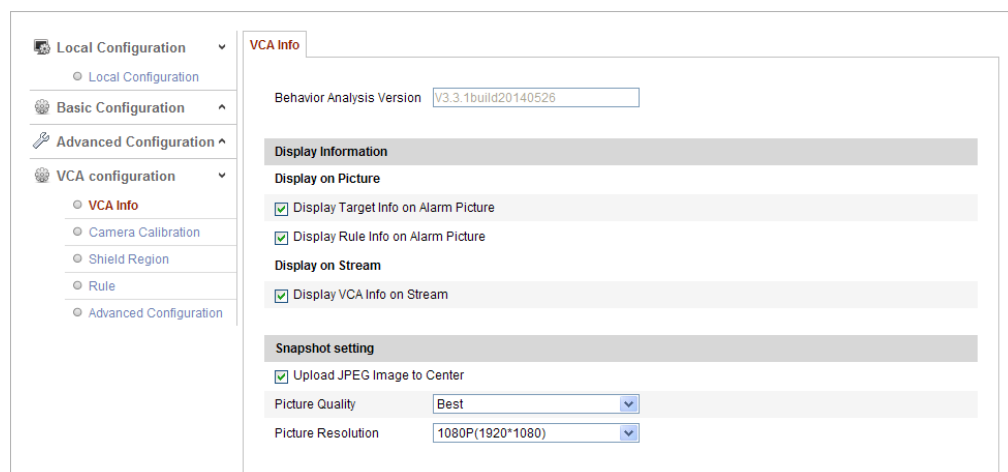 Local Configuration
Local Configuration
Basic Configuration
Advanced Configuration
VCA configuration
VCA Info
Camera Calibration
Shield Region
Rule
Advanced Configuration
VCA Info
Behavior Analysis Version V3.3.1build20140526
Display Information
Display on Picture
Display Target Info on Alarm Picture
Display Rule Info on Alarm Picture
Display on Stream
Display VCA Info on Stream
Snapshot setting
Upload JPEG Image to Center
Picture Quality Best
Picture Resolution 1080P(1920*1080)